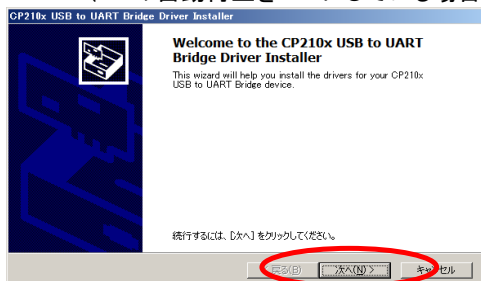 CP210x USB to UART Bridge Driver Installer
Welcome to the CP210x USB to UART
Bridge Driver Installer
This wizard will help you install the drivers for your CP210x
USB to UART Bridge device.
続行するには、[次へ] をクリックしてください。
戻る(B) 次へ(N) > キャンセル